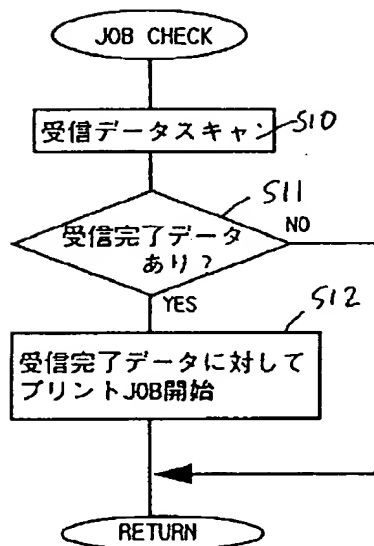 JOB CHECK
受信データスキャン
S10
S11
受信完了データ
あり?
NO
YES
S12
受信完了データに対して
プリントJOB開始
RETURN